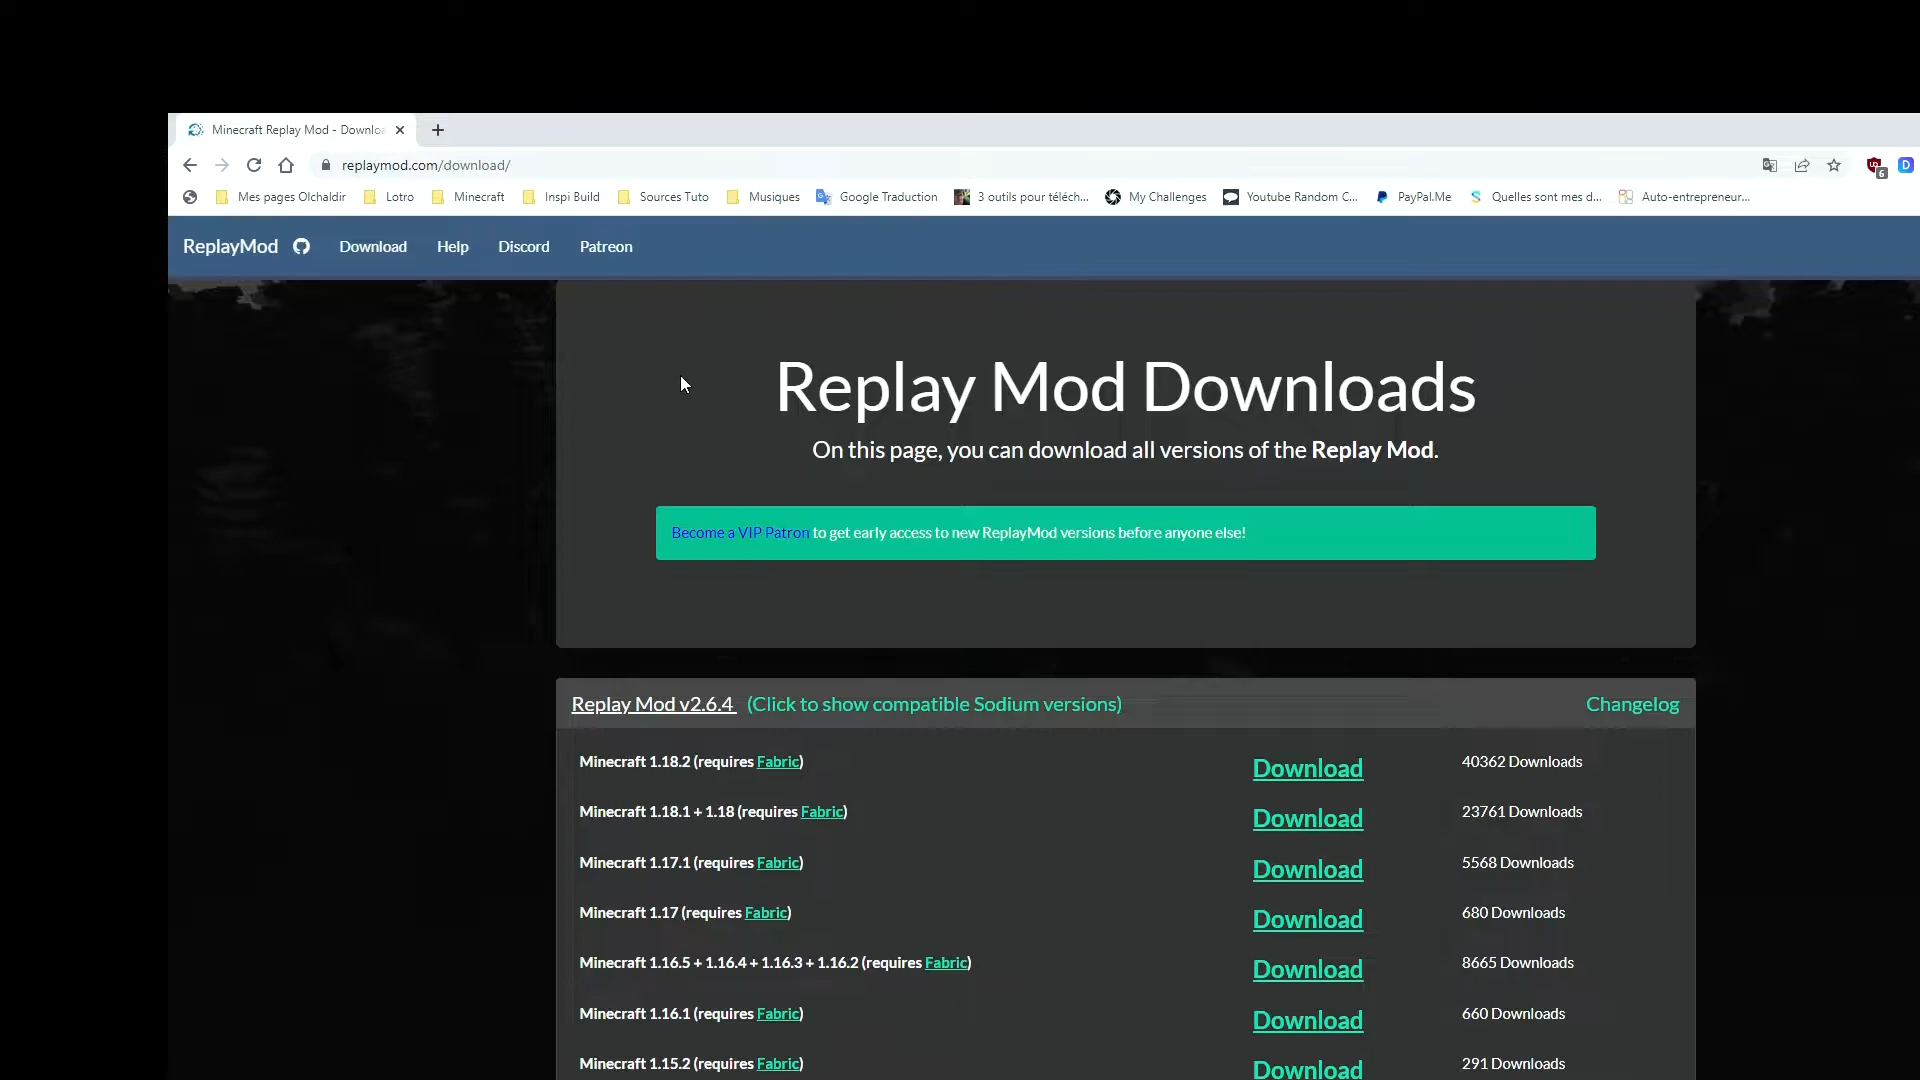 Minecraft Replay Mod - Downloa
replaymod.com/download/
6
D
Mes pages Olchaldir Lotro Minecraft Inspi Build Sources Tuto Musiques Google Traduction 3 outils pour téléch... My Challenges Youtube Random C... PayPal.Me Quelles sont mes d... Auto-entrepreneur...
ReplayMod Download Help Discord Patreon
Replay Mod Downloads
On this page, you can download all versions of the Replay Mod.
Become a VIP Patron to get early access to new ReplayMod versions before anyone else!
Replay Mod v2.6.4 (Click to show compatible Sodium versions) Changelog
Minecraft 1.18.2 (requires Fabric) Download 40362 Downloads
Minecraft 1.18.1 + 1.18 (requires Fabric) Download 23761 Downloads
Minecraft 1.17.1 (requires Fabric) Download 5568 Downloads
Minecraft 1.17 (requires Fabric) Download 680 Downloads
Minecraft 1.16.5 + 1.16.4 + 1.16.3 + 1.16.2 (requires Fabric) Download 8665 Downloads
Minecraft 1.16.1 (requires Fabric) Download 660 Downloads
Minecraft 1.15.2 (requires Fabric) Download 291 Downloads